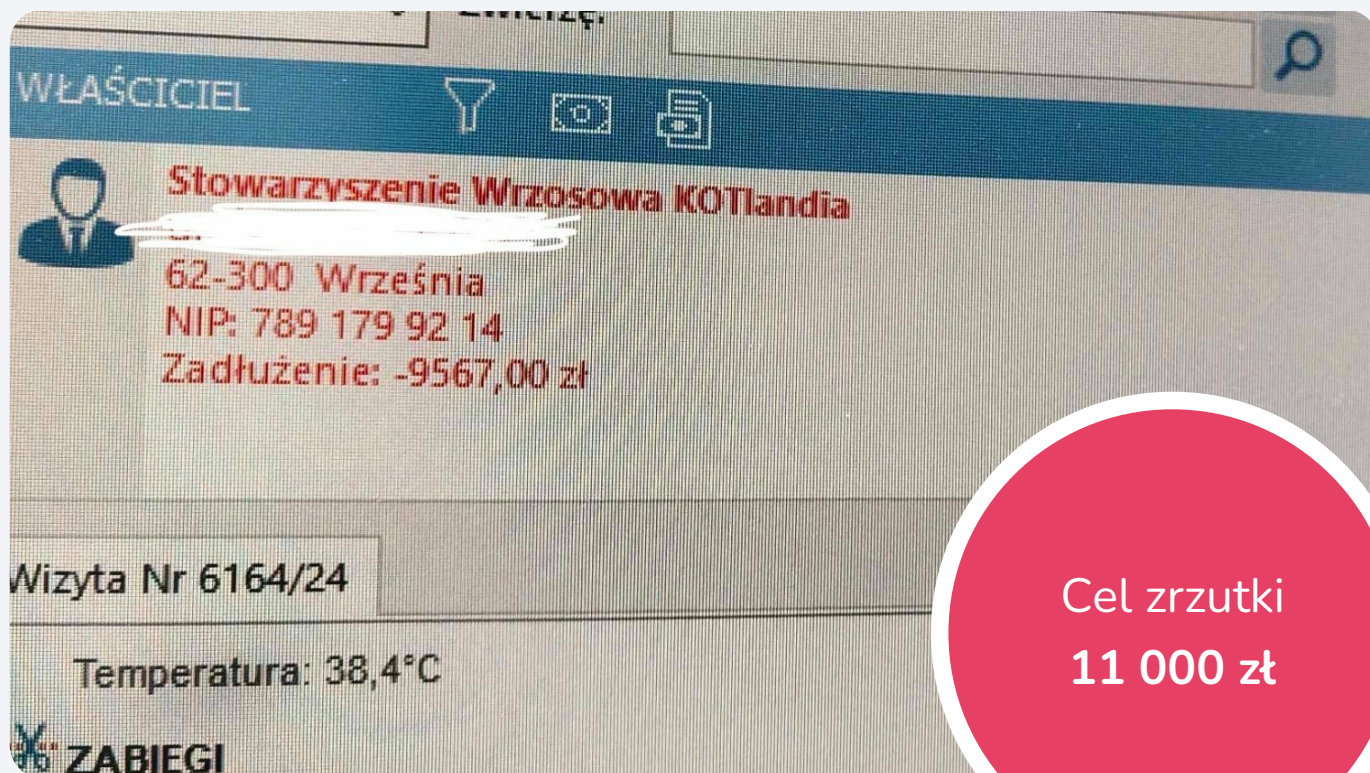 Zwierzę:
WŁAŚCICIEL
Stowarzyszenie Wrzosowa KOTlandia
62-300 Września
NIP: 789 179 92 14
Zadłużenie: -9567,00 zł
Wizyta Nr 6164/24
Temperatura: 38,4°C
ZABIEGI
Cel zrzutki
11 000 zł